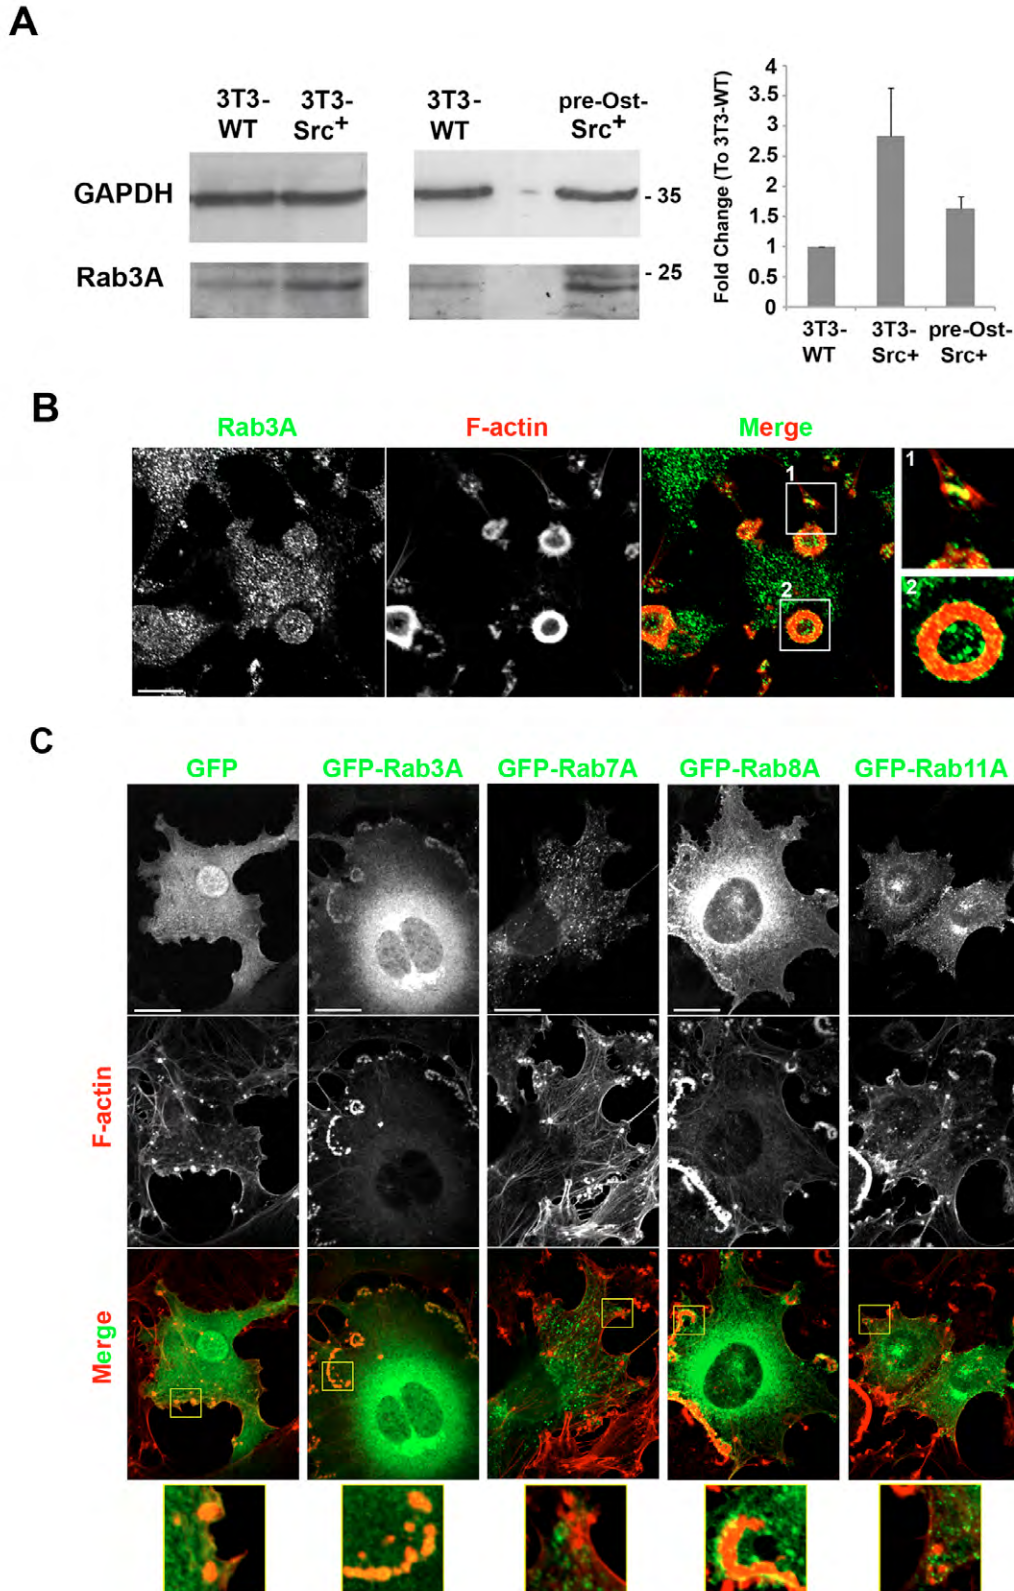 A
3T3-
WT
3T3-
Src+
3T3-
WT
pre-Ost-
Src+
GAPDH
- 35
Rab3A
- 25
Fold Change (To 3T3-WT)
4
3.5
3
2.5
2
1.5
1
0.5
0
3T3-
WT
3T3-
Src+
pre-Ost-
Src+
B
Rab3A
F-actin
Merge
1
2
1
2
C
GFP
GFP-Rab3A
GFP-Rab7A
GFP-Rab8A
GFP-Rab11A
F-actin
Merge